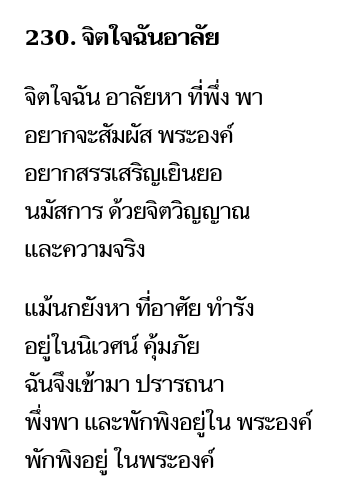 230. จิตใจฉันอาลัย
จิตใจฉัน อาลัยหา ที่พึ่ง พา
อยากจะสัมผัส พระองค์
อยากสรรเสริญเยินยอ
นมัสการ ด้วยจิตวิญญาณ
และความจริง
แม้นกยังหา ที่อาศัย ทำรัง
อยู่ในนิเวศน์ คุ้มภัย
ฉันจึงเข้ามา ปรารถนา
พึ่งพา และพักพิงอยู่ใน พระองค์
พักพิงอยู่ ในพระองค์